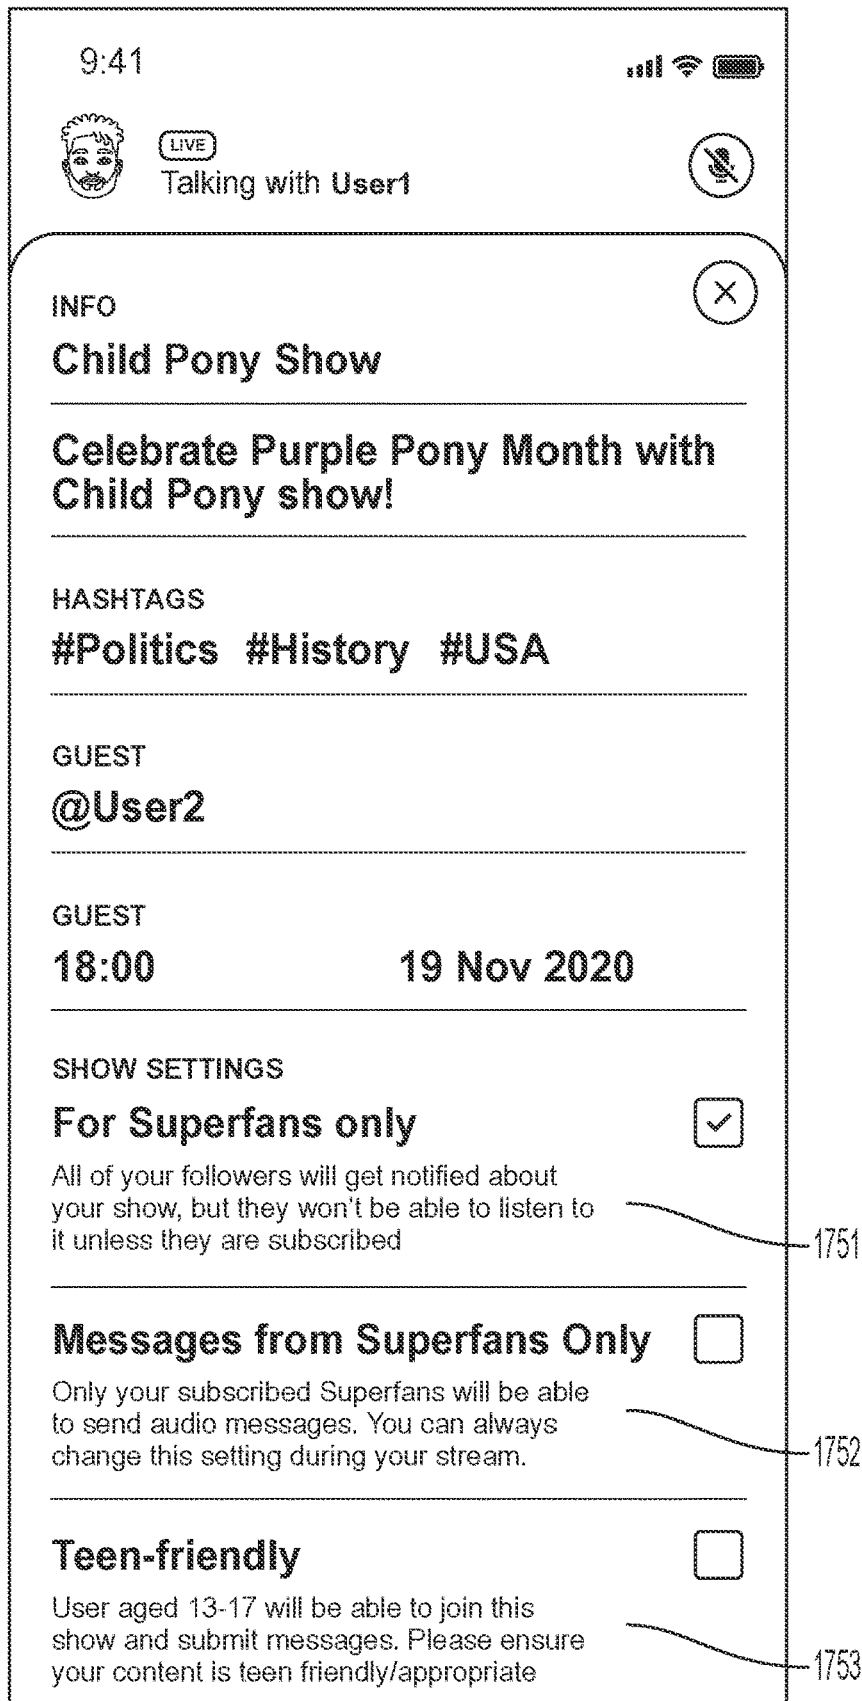 9:41
LIVE
Talking with User1
INFO
Child Pony Show
Celebrate Purple Pony Month with
Child Pony show!
HASHTAGS
#Politics #History #USA
GUEST
@User2
GUEST
18:00 19 Nov 2020
SHOW SETTINGS
For Superfans only
All of your followers will get notified about
your show, but they won't be able to listen to
it unless they are subscribed
1751
Messages from Superfans Only
Only your subscribed Superfans will be able
to send audio messages. You can always
change this setting during your stream.
1752
Teen-friendly
User aged 13-17 will be able to join this
show and submit messages. Please ensure
your content is teen friendly/appropriate
1753